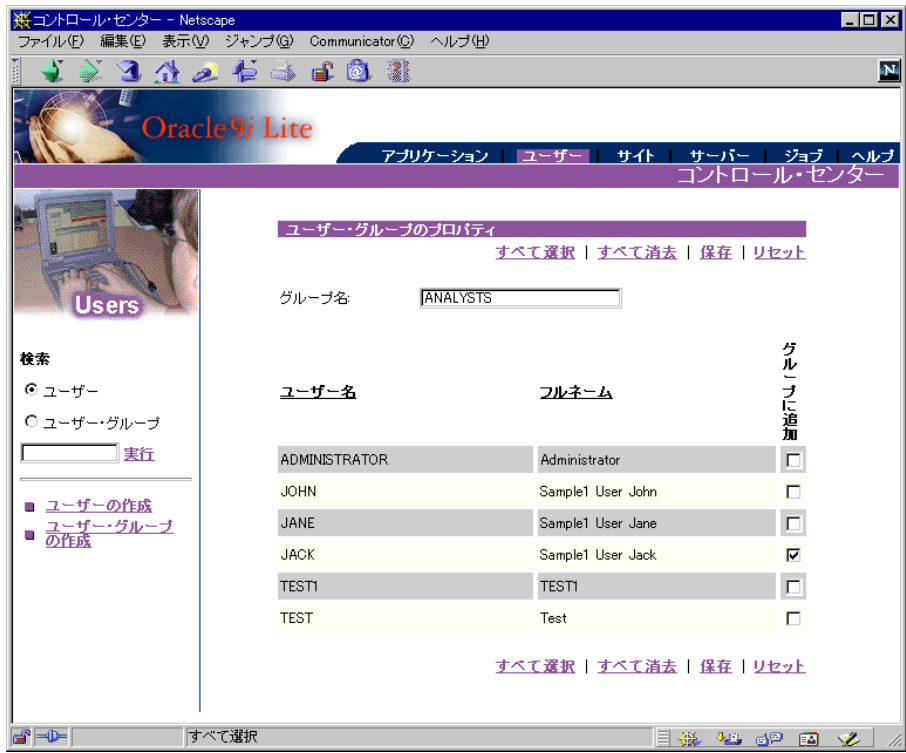 コントロール・センター - Netscape
ファイル(F) 編集(E) 表示(V) ジャンプ(G) Communicator(C) ヘルプ(H)
N
Oracle9i Lite
アプリケーション ユーザー サイト サーバー ジョブ ヘルプ
コントロール・センター
Users
検索
ユーザー
ユーザー・グループ
実行
ユーザーの作成
ユーザー・グループ
の作成
ユーザー・グループのプロパティ
すべて選択 | すべて消去 | 保存 | リセット
グループ名: ANALYSTS
ユーザー名 フルネーム グループに追加
ADMINISTRATOR Administrator
JOHN Sample1 User John
JANE Sample1 User Jane
JACK Sample1 User Jack
TEST1 TEST1
TEST Test
すべて選択 | すべて消去 | 保存 | リセット
すべて選択